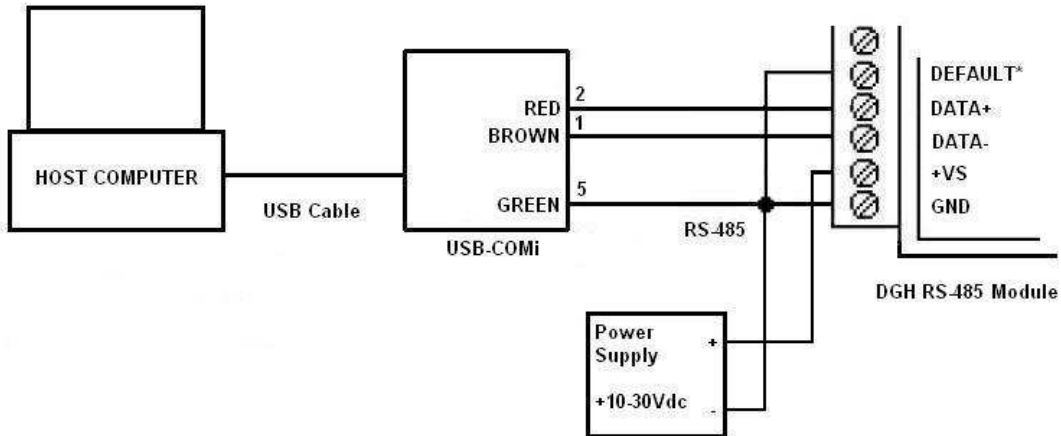 HOST COMPUTER
USB Cable
RED
BROWN
GREEN
USB-COMi
2
1
5
RS-485
DEFAULT*
DATA+
DATA-
+VS
GND
DGH RS-485 Module
Power
Supply
+
+10-30Vdc
-